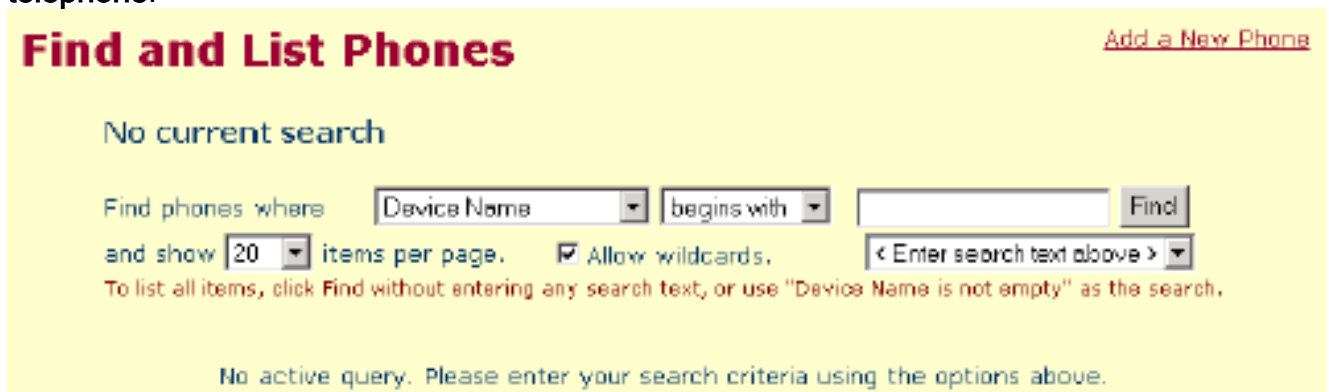 telephone.
Find and List Phones
Add a New Phone
No current search
Find phones where Device Name begins with Find
and show 20 items per page. Allow wildcards. < Enter search text above >
To list all items, click Find without entering any search text, or use "Device Name is not empty" as the search.
No active query. Please enter your search criteria using the options above.